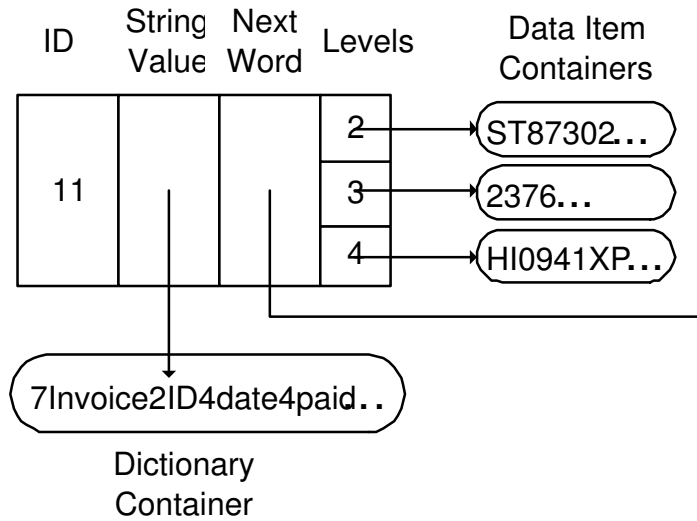 ID
String Value
Next Word
Levels
Data Item
Containers
11
2
ST87302...
3
2376...
4
HI0941XP...
7Invoice2ID4date4paid...
Dictionary
Container